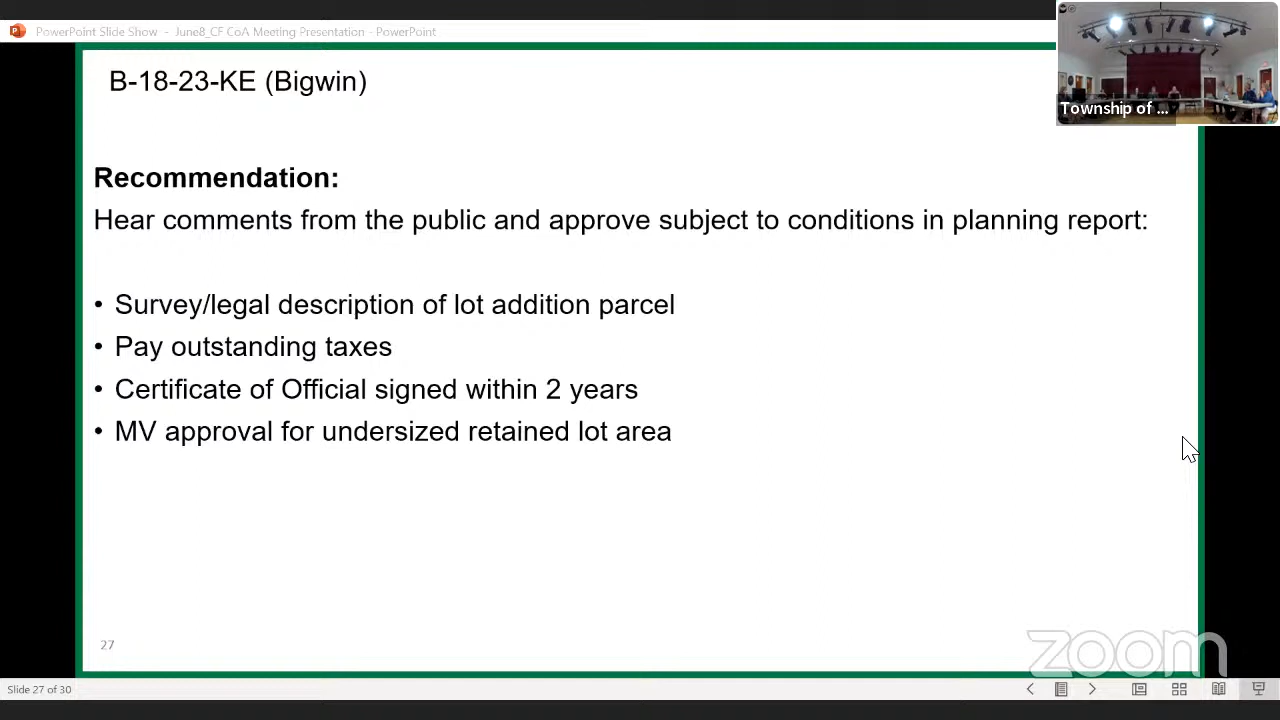 PowerPoint Slide Show - June8_CF CoA Meeting Presentation - PowerPoint
Township of ...
B-18-23-KE (Bigwin)
Recommendation:
Hear comments from the public and approve subject to conditions in planning report:
• Survey/legal description of lot addition parcel
• Pay outstanding taxes
• Certificate of Official signed within 2 years
• MV approval for undersized retained lot area
27
zoom
Slide 27 of 30